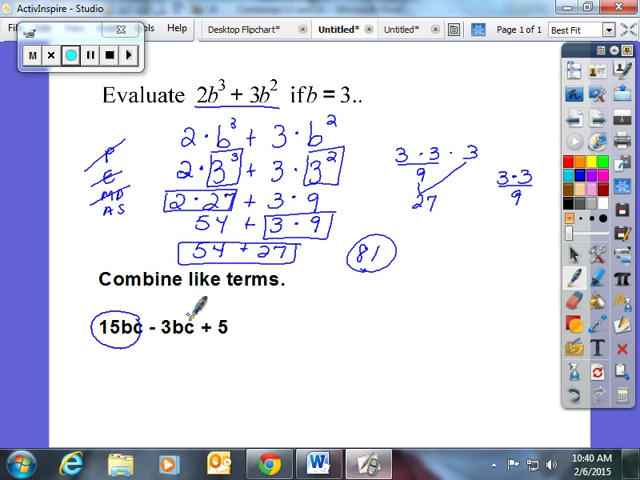 ActivInspire - Studio
File
Desktop Flipchart
Untitled*
Untitled*
Page 1 of 1
Best Fit
M
Evaluate 2b³ + 3b² if b = 3..
P
E
MD
AS
2 · b³ + 3 · b²
2 · 3³ + 3 · 3²
2 · 27 + 3 · 9
54 + 3 · 9
54 + 27
81
3 · 3 · 3
9
27
3 · 3
9
Combine like terms.
15bc - 3bc + 5
T
10:40 AM
2/6/2015